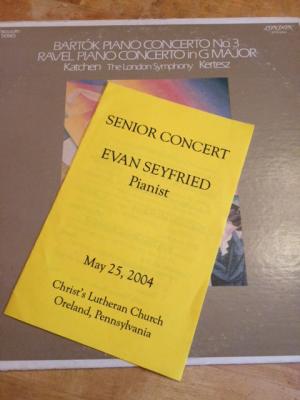 BARTÓK PIANO CONCERTO No. 3
RAVEL PIANO CONCERTO in G MAJOR
Katchen The London Symphony Kertesz
LONDON
SENIOR CONCERT
EVAN SEYFRIED
Pianist
May 25, 2004
Christ's Lutheran Church
Oreland, Pennsylvania